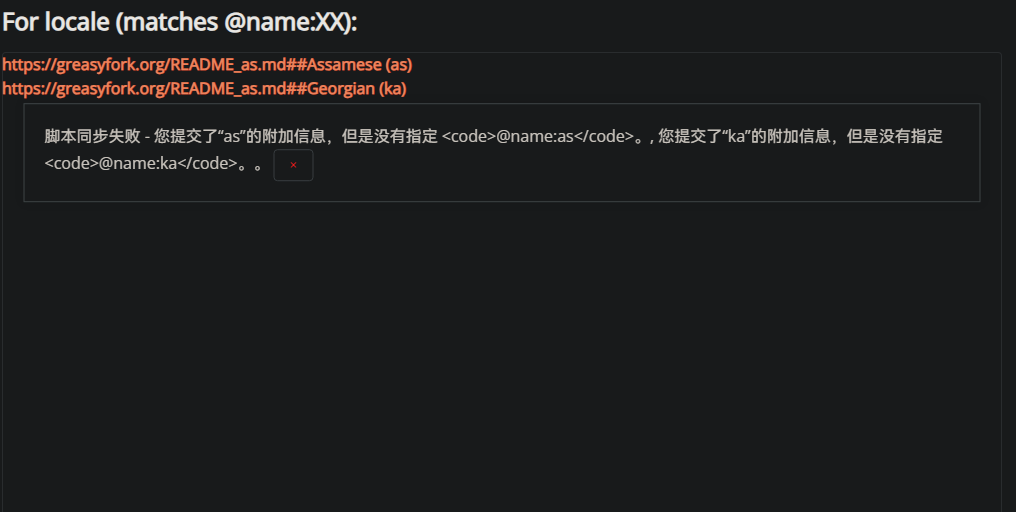 For locale (matches @name:XX):
https://greasyfork.org/README_as.md##Assamese (as)
https://greasyfork.org/README_as.md##Georgian (ka)
脚本同步失败 - 您提交了“as”的附加信息，但是没有指定 <code>@name:as</code>。, 您提交了“ka”的附加信息，但是没有指定
<code>@name:ka</code>。。 ×